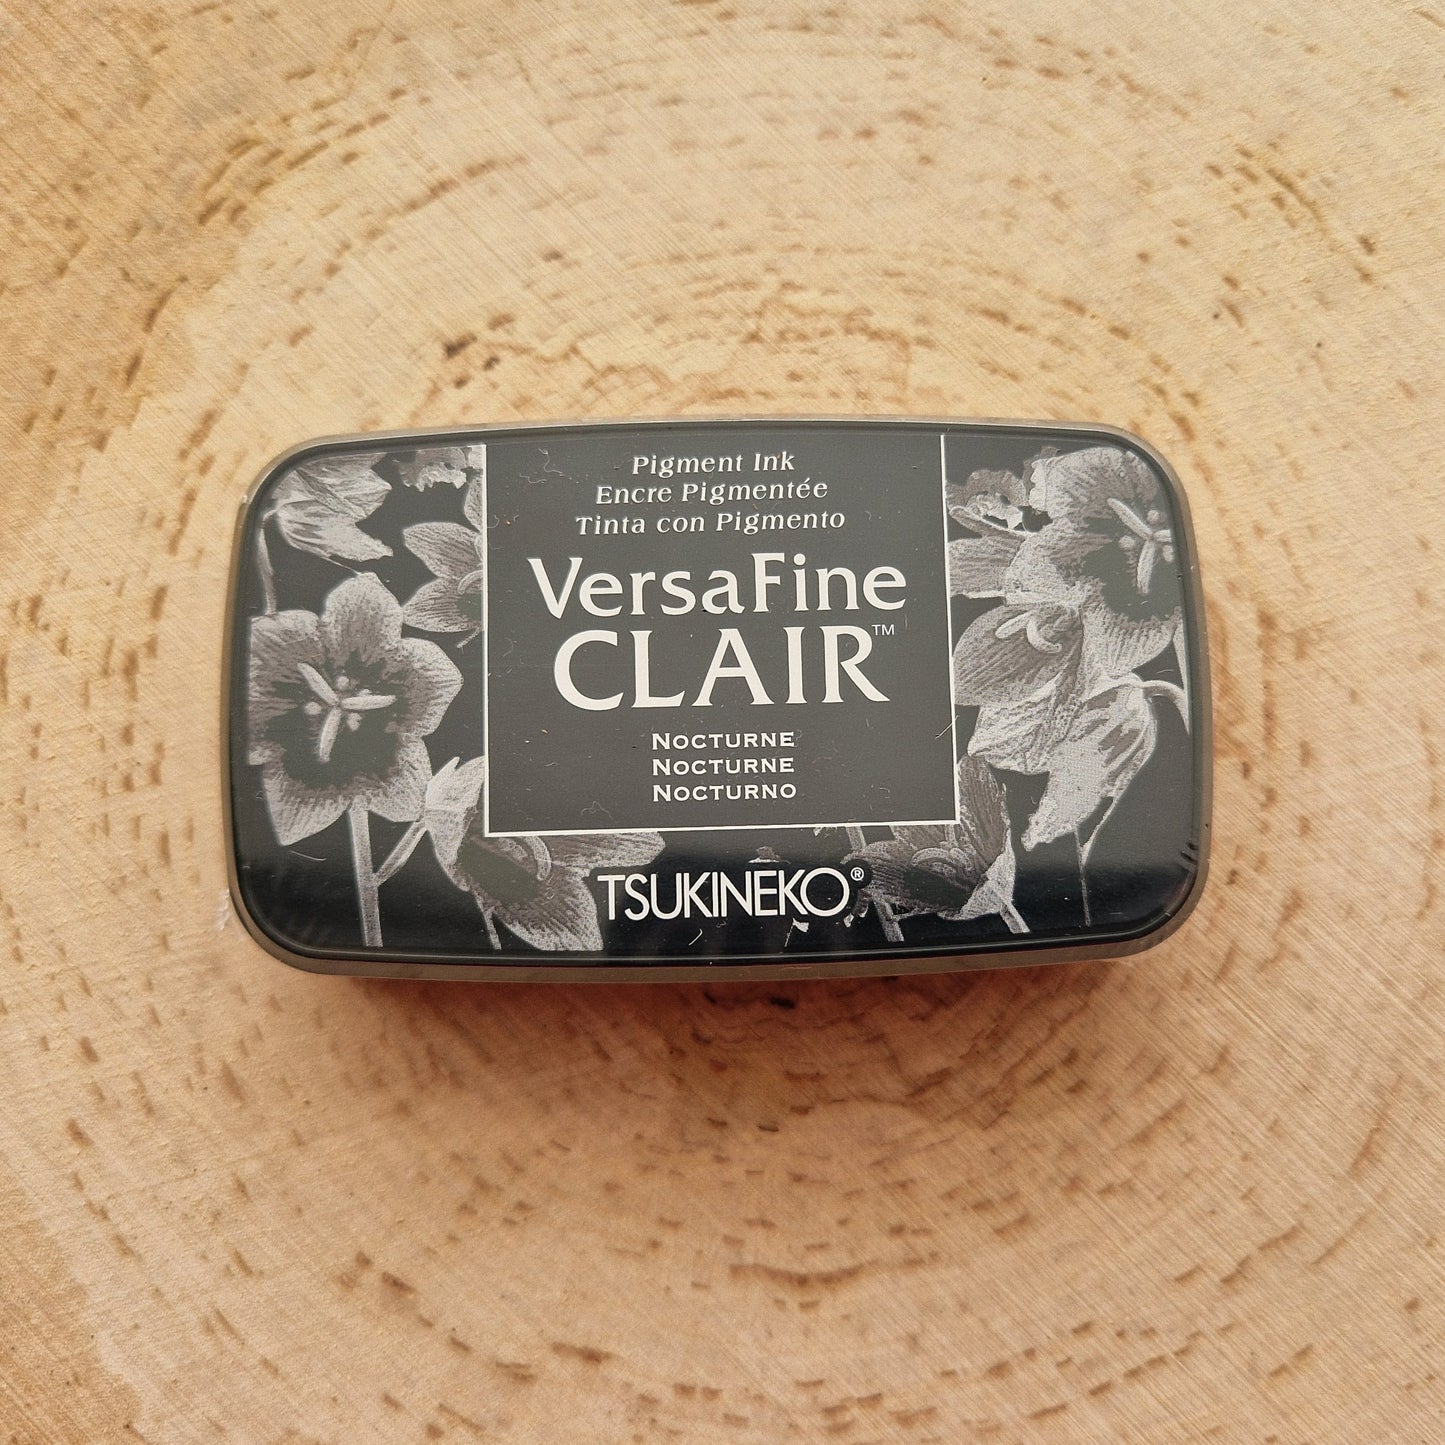 Pigment Ink
Encre Pigmentée
Tinta con Pigmento
VersaFine
CLAIR™
Nocturne
Nocturne
Nocturno
TSUKINEKO®